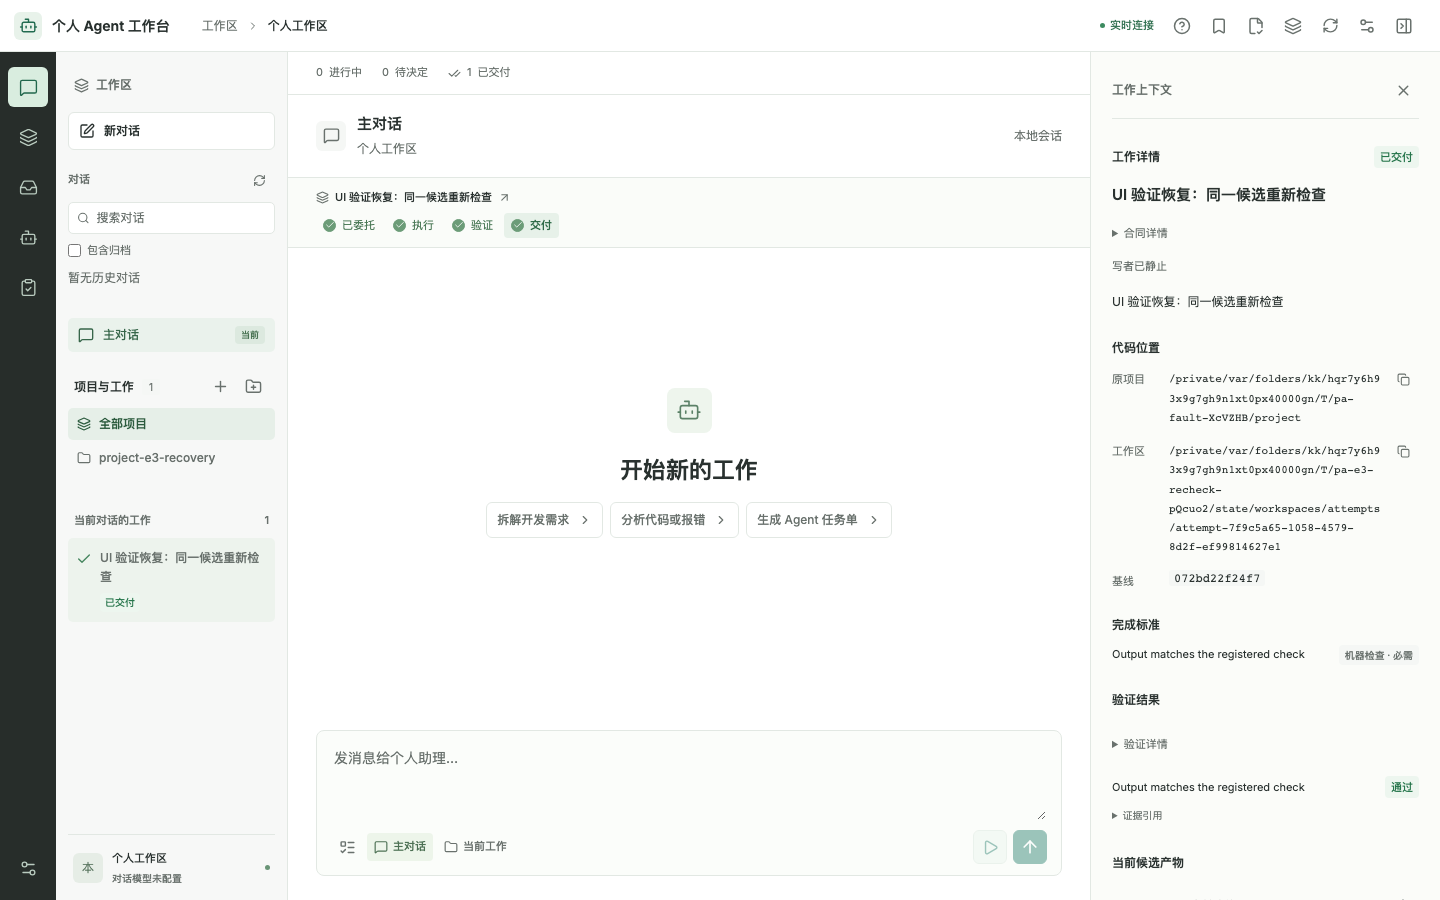 个人 Agent 工作台
工作区
个人工作区
实时连接
工作区
新对话
对话
搜索对话
包含归档
暂无历史对话
主对话
当前
项目与工作 1
全部项目
project-e3-recovery
当前对话的工作 1
UI 验证恢复：同一候选重新检
查
已交付
本
个人工作区
对话模型未配置
0 进行中 0 待决定 1 已交付
主对话
个人工作区
本地会话
UI 验证恢复：同一候选重新检查
已委托 执行 验证 交付
开始新的工作
拆解开发需求 分析代码或报错 生成 Agent 任务单
发消息给个人助理...
主对话 当前工作
工作上下文
工作详情 已交付
UI 验证恢复：同一候选重新检查
合同详情
写者已静止
UI 验证恢复：同一候选重新检查
代码位置
原项目 /private/var/folders/kk/hqr7y6h9
3x9g7gh9nlxt0px40000gn/T/pa-
fault-XcVZHB/project
工作区 /private/var/folders/kk/hqr7y6h9
3x9g7gh9nlxt0px40000gn/T/pa-e3-
recheck-
pQcuo2/state/workspaces/attempts
/attempt-7f9c5a65-1058-4579-
8d2f-ef99814627e1
基线 072bd22f24f7
完成标准
Output matches the registered check 机器检查 · 必需
验证结果
验证详情
Output matches the registered check 通过
证据引用
当前候选产物